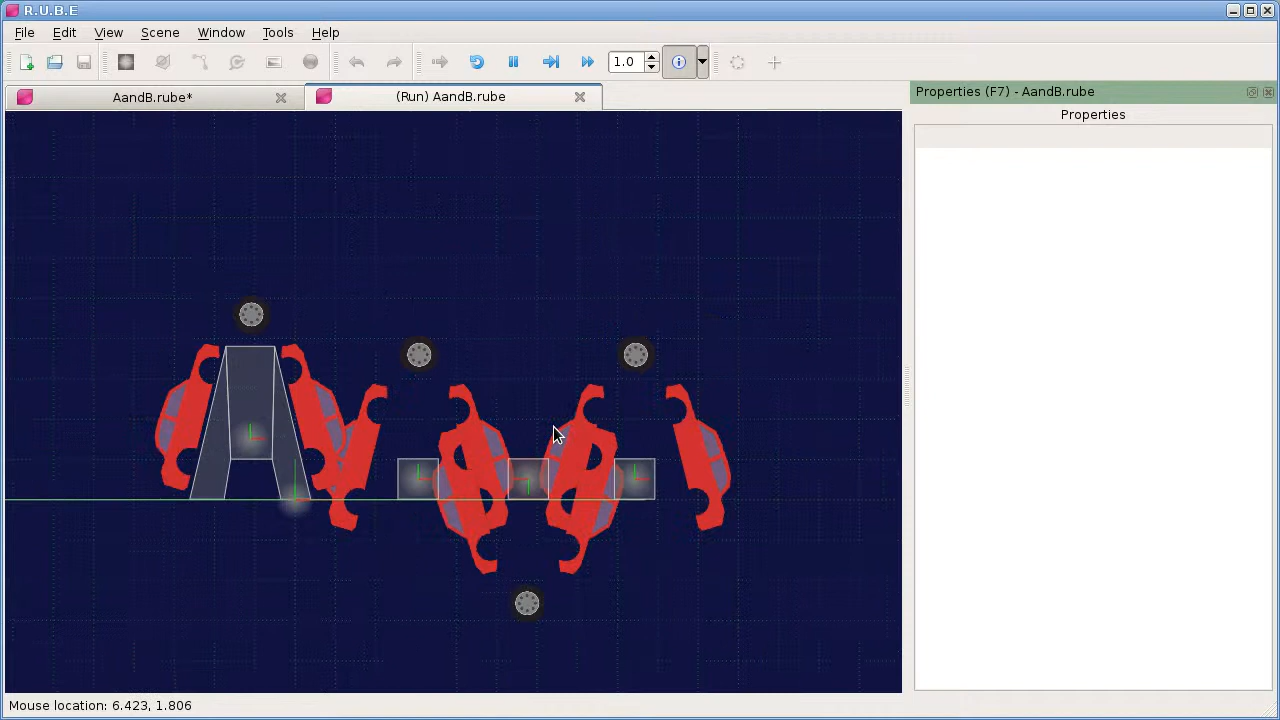 R.U.B.E
File Edit View Scene Window Tools Help
1.0
AandB.rube*
(Run) AandB.rube
Properties (F7) - AandB.rube
Properties
Mouse location: 6.423, 1.806